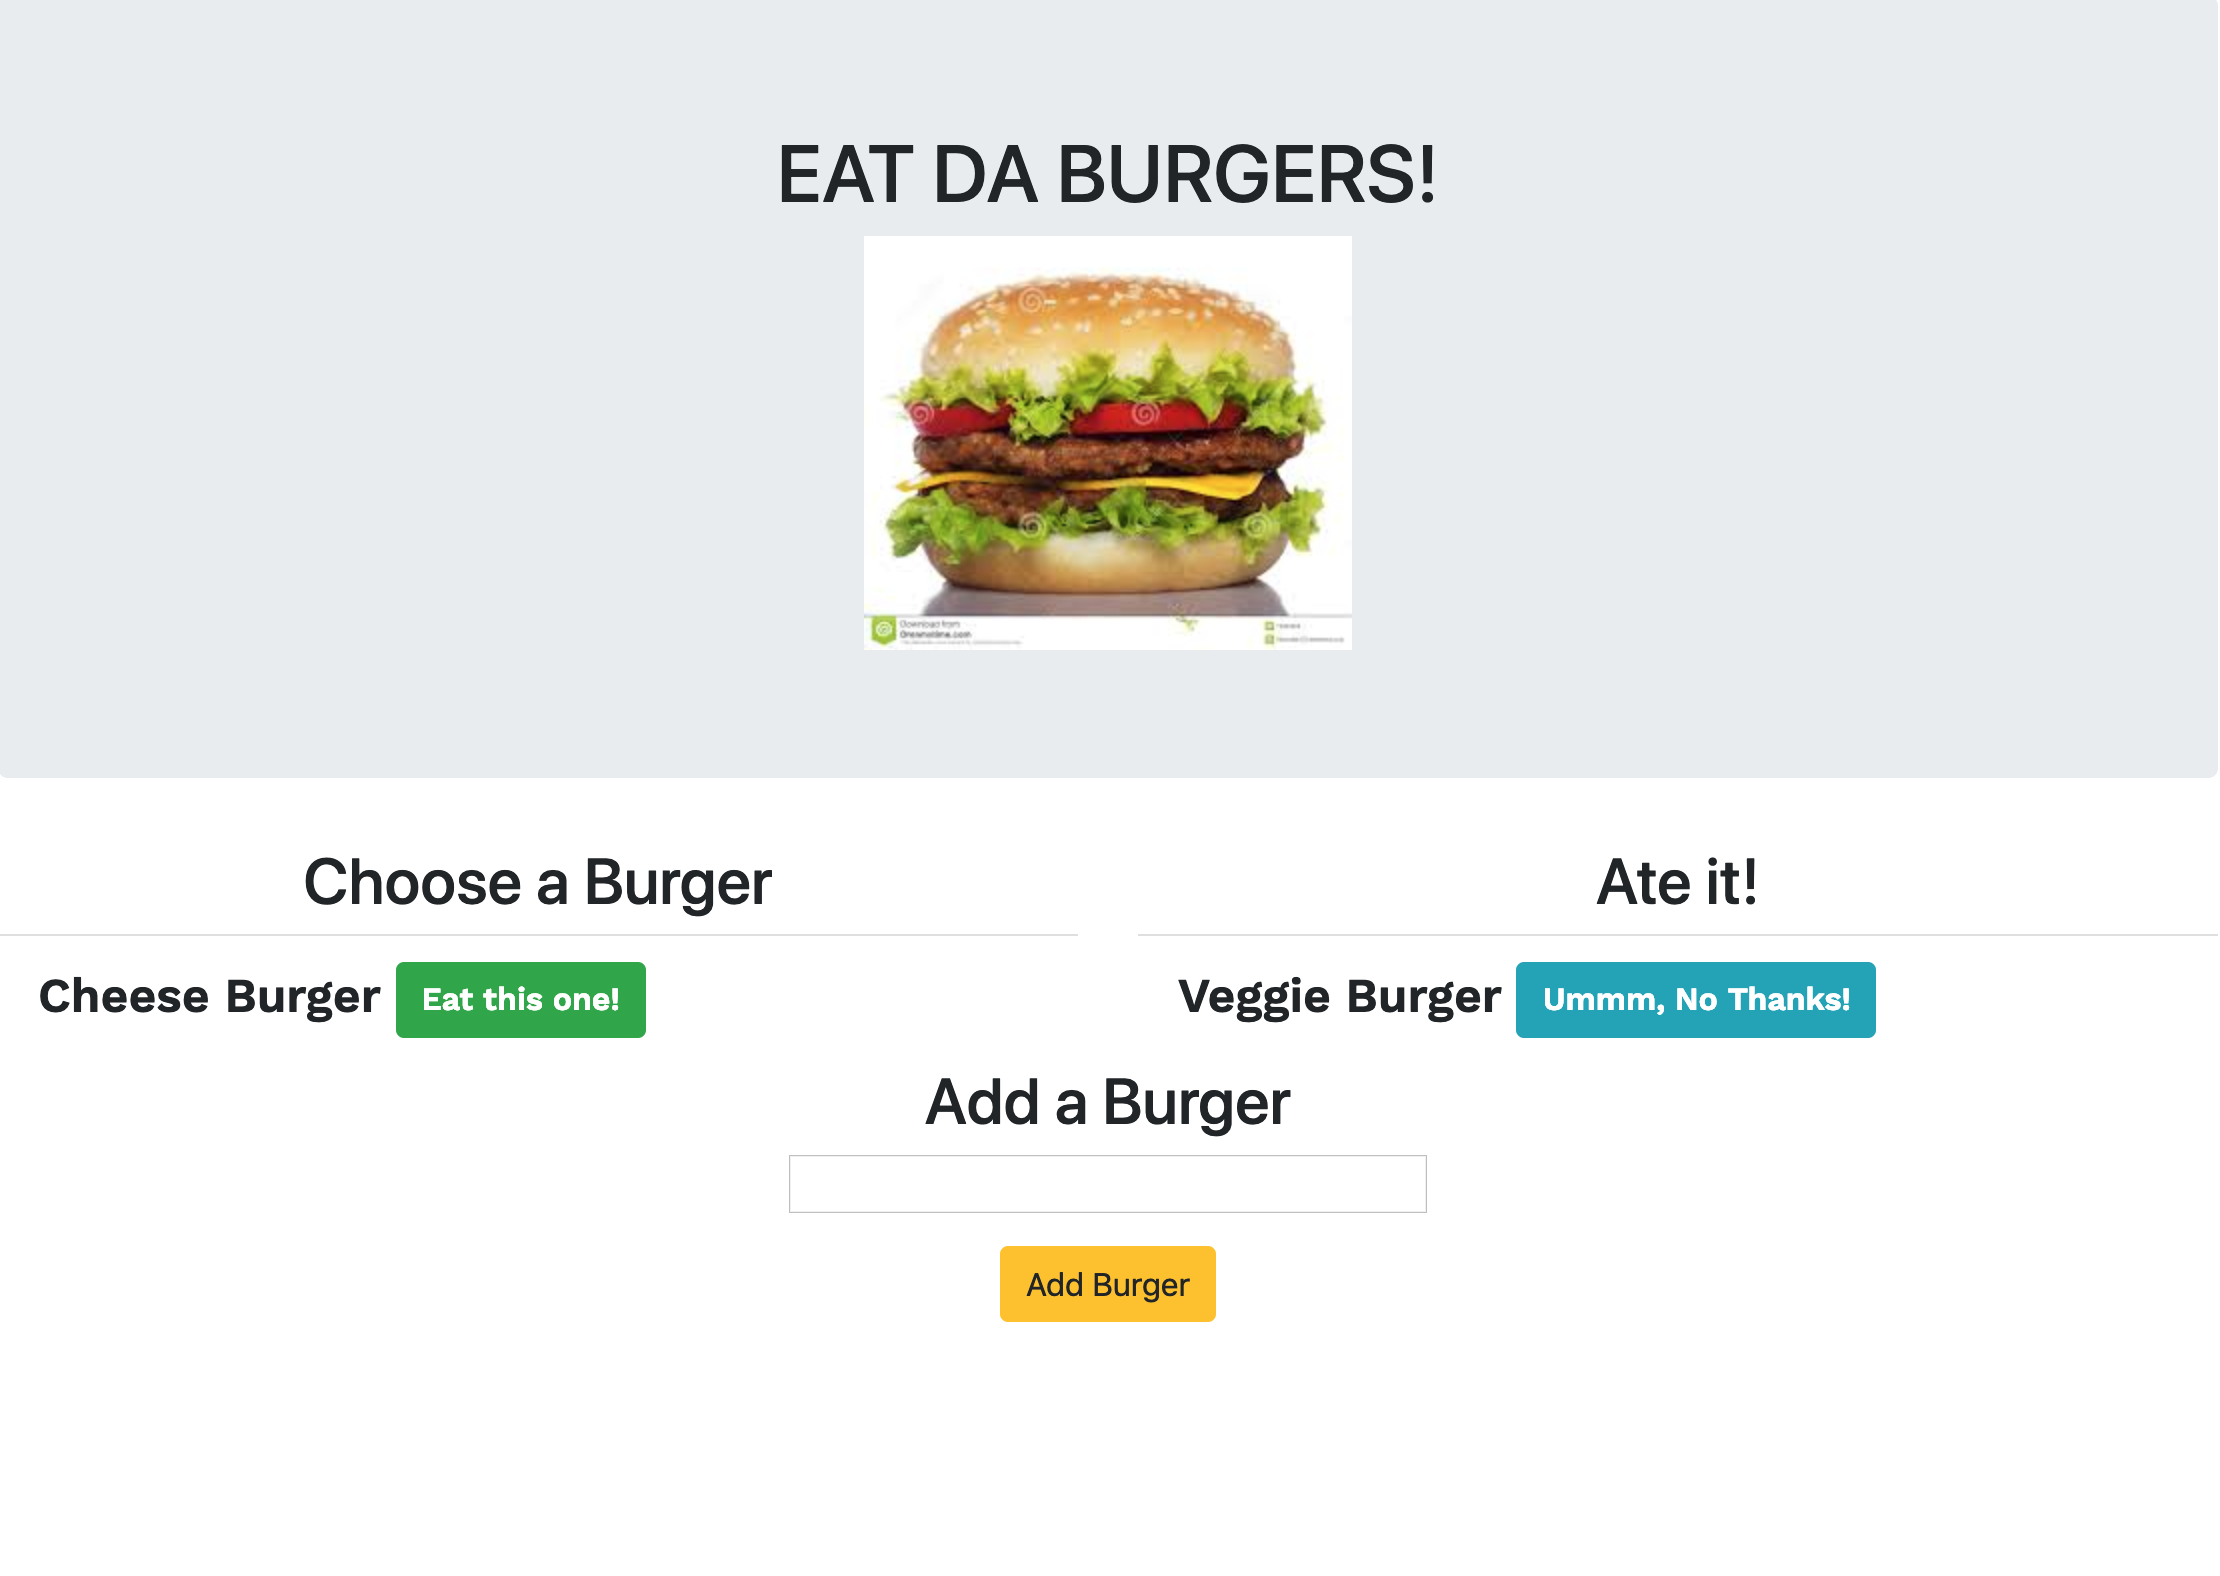 EAT DA BURGERS!
Download from
Dreamstime.com
Choose a Burger
Ate it!
Cheese Burger Eat this one!
Veggie Burger Ummm, No Thanks!
Add a Burger
Add Burger